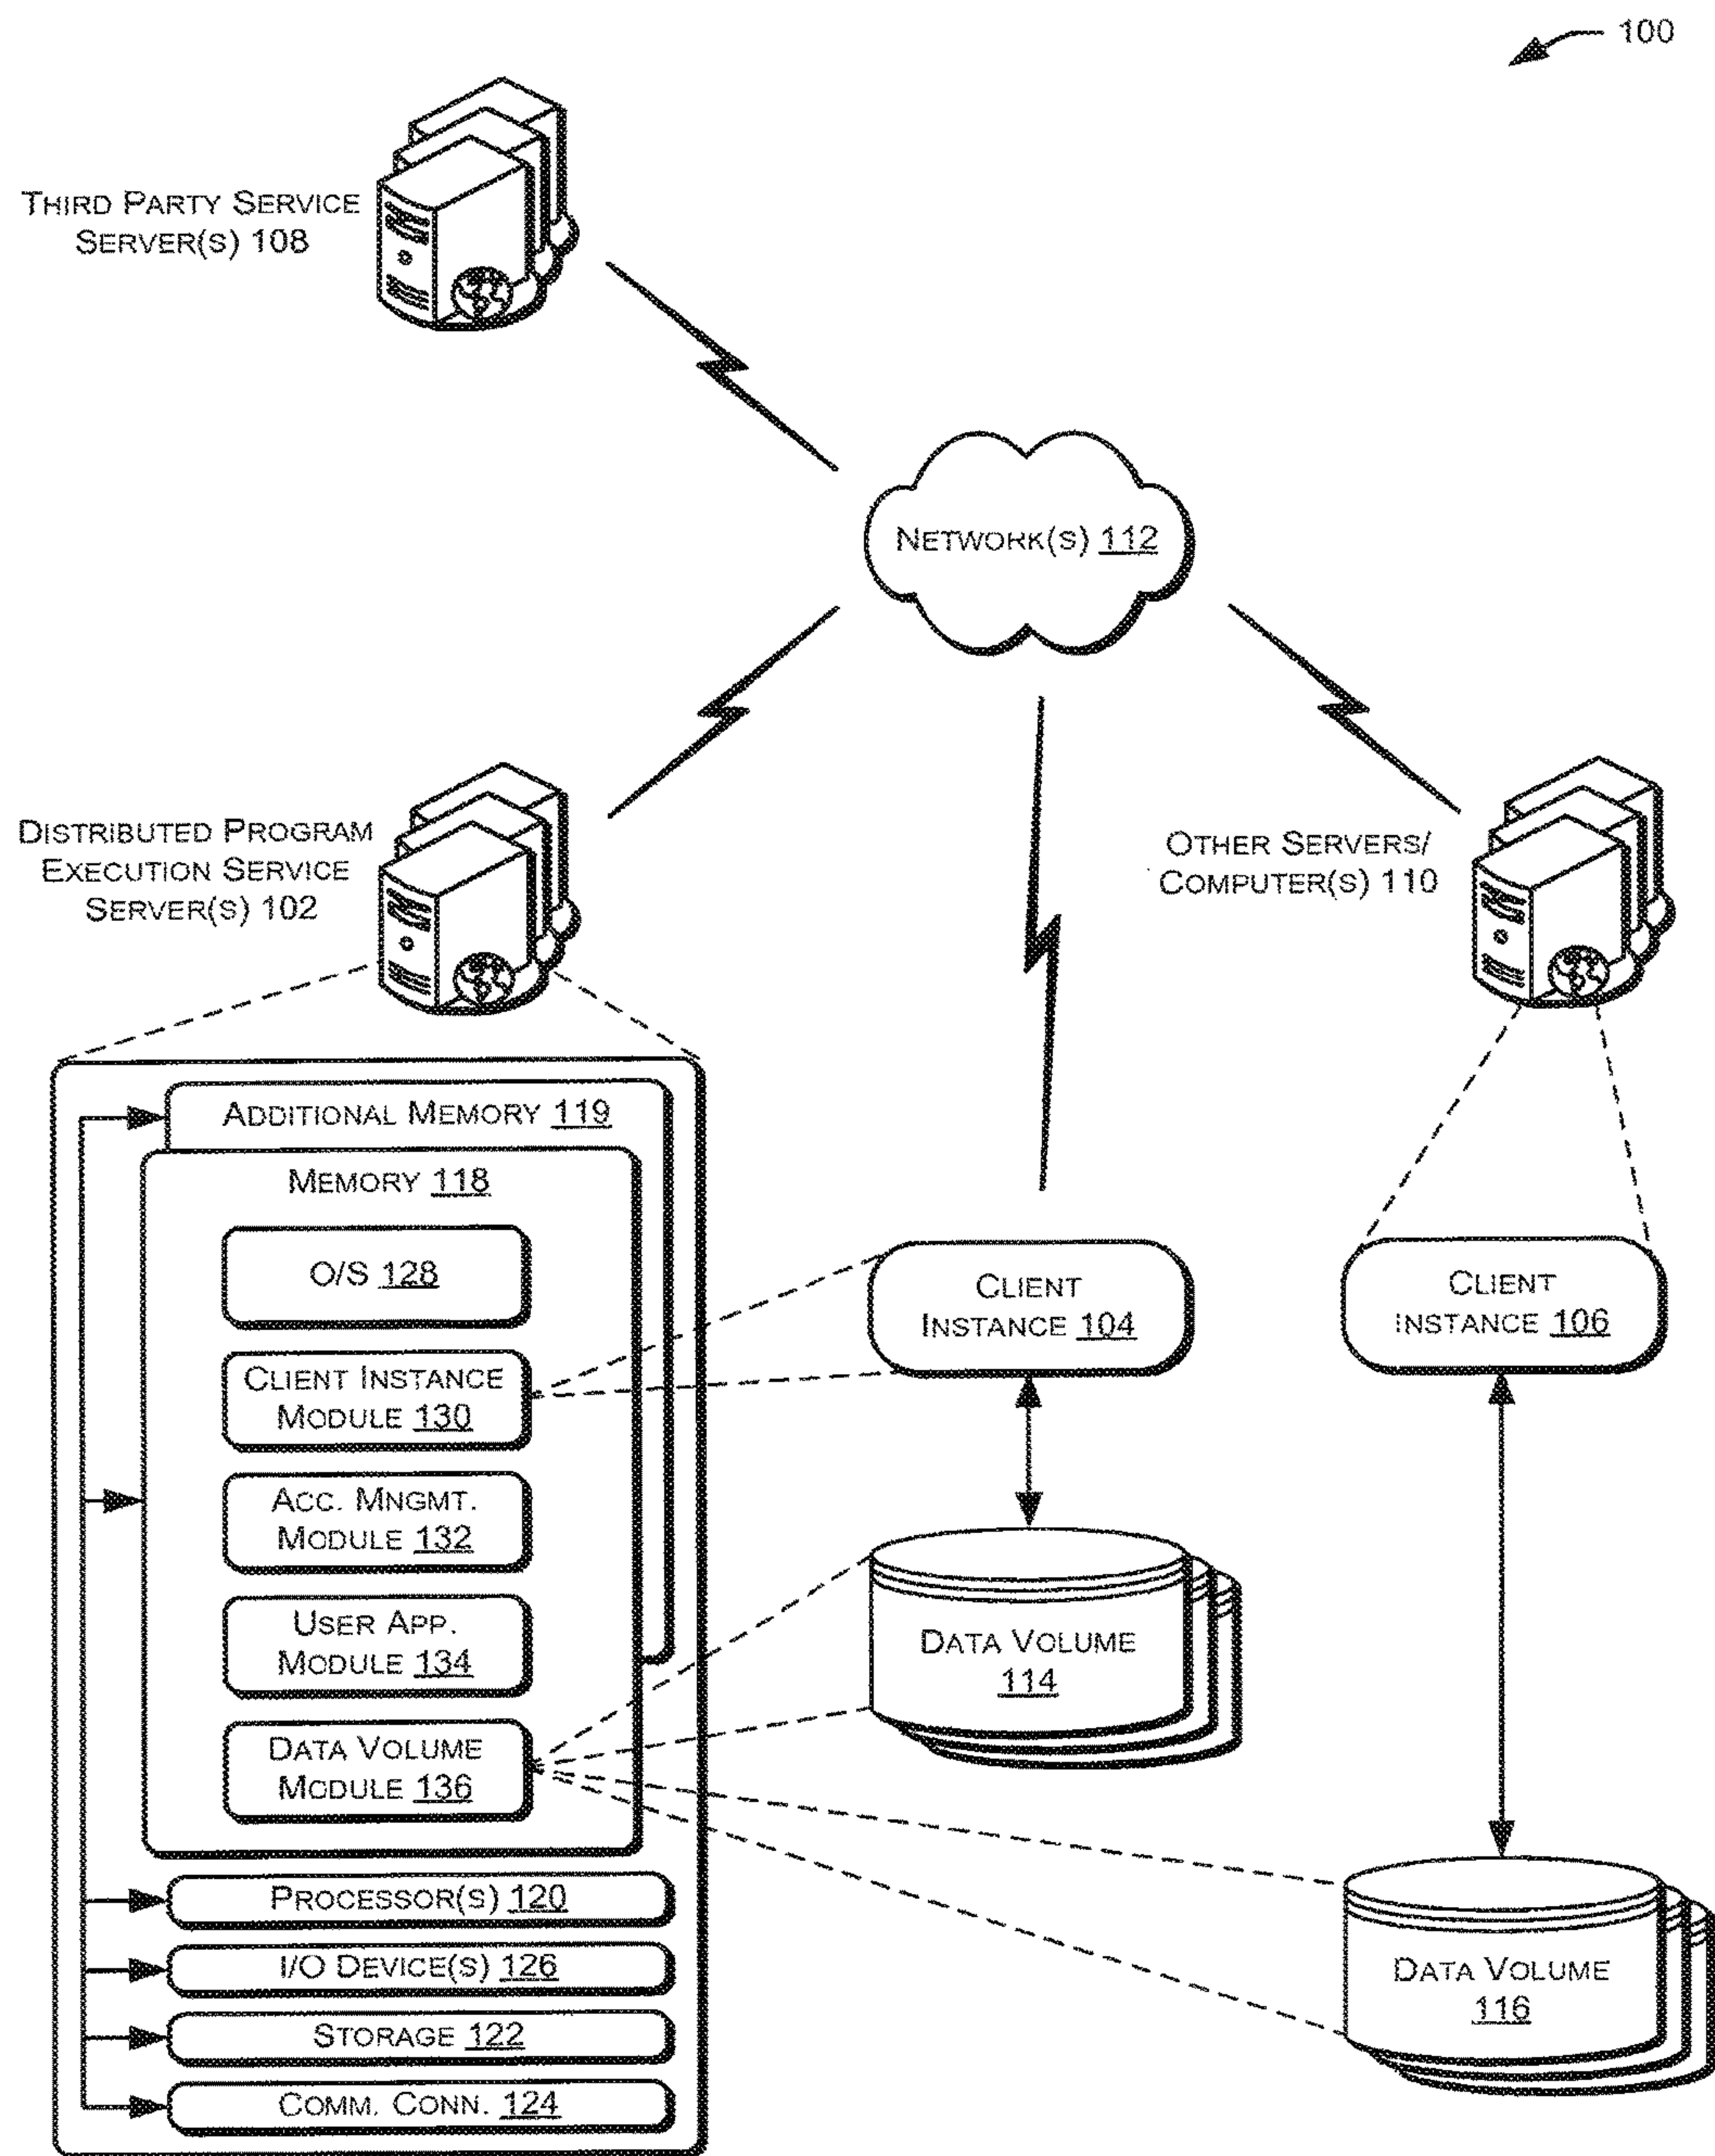 100
THIRD PARTY SERVICE
SERVER(S) 108
NETWORK(S) 112
DISTRIBUTED PROGRAM
EXECUTION SERVICE
SERVER(S) 102
OTHER SERVERS/
COMPUTER(S) 110
ADDITIONAL MEMORY 119
MEMORY 118
O/S 128
CLIENT INSTANCE
MODULE 130
ACC. MNGMT.
MODULE 132
USER APP.
MODULE 134
DATA VOLUME
MODULE 136
PROCESSOR(S) 120
I/O DEVICE(S) 126
STORAGE 122
COMM. CONN. 124
CLIENT
INSTANCE 104
DATA VOLUME
114
CLIENT
INSTANCE 106
DATA VOLUME
116